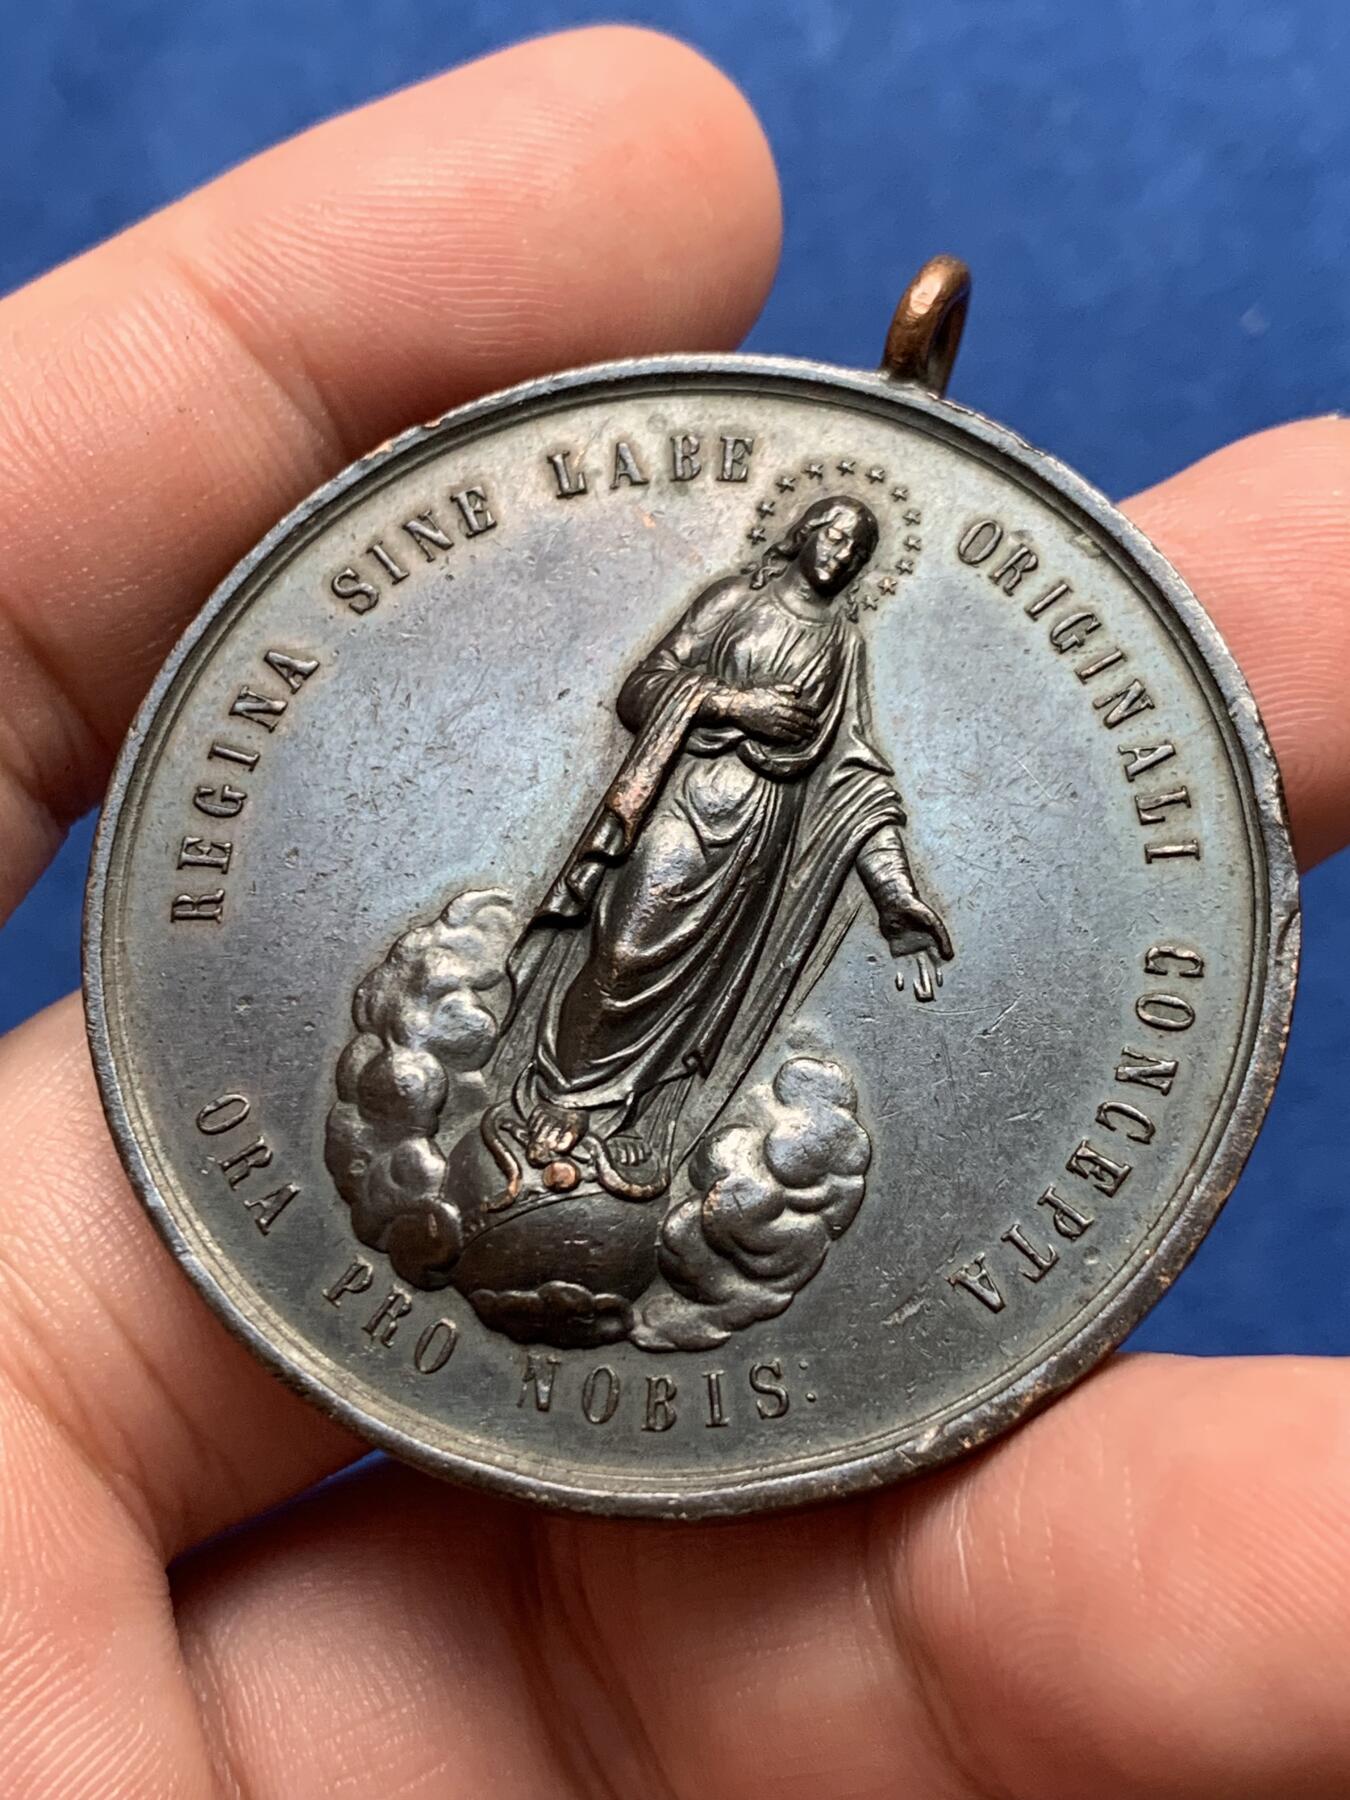 REGINA SINE LABE ORIGINALI CONCEPTA
ORA PRO NOBIS: